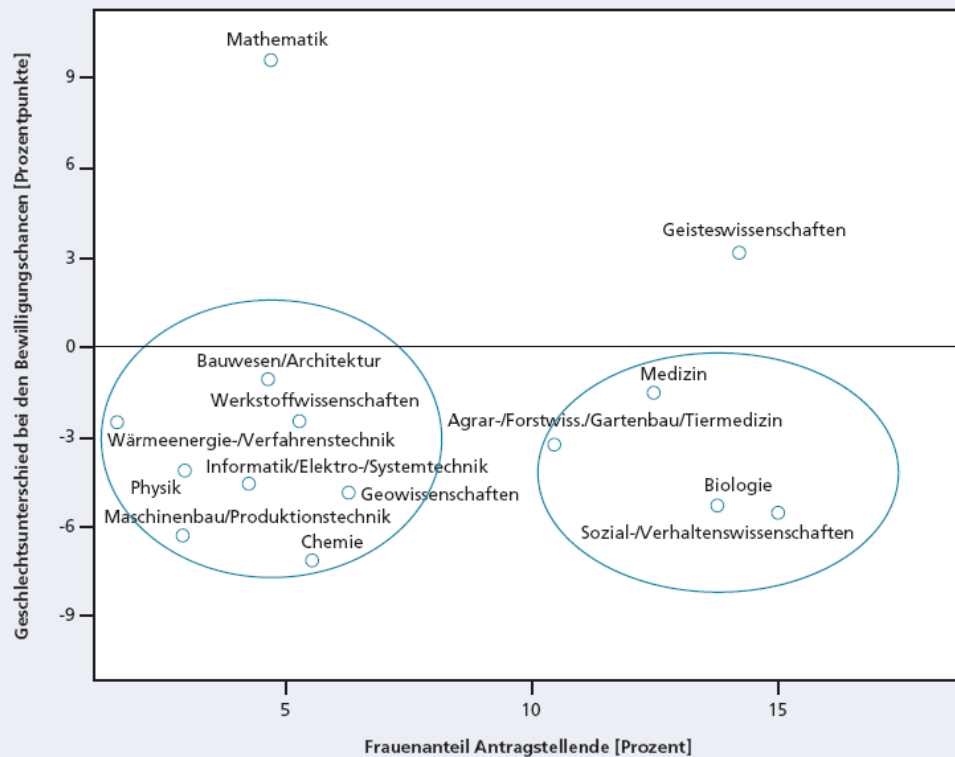 Geschlechtsunterschied bei den Bewilligungschancen [Prozentpunkte]
Mathematik
9
6
Geisteswissenschaften
3
0
Bauwesen/Architektur
Medizin
Werkstoffwissenschaften
Agrar-/Forstwiss./Gartenbau/Tiermedizin
-3
Wärmeenergie-/Verfahrenstechnik
Informatik/Elektro-/Systemtechnik
Physik
Geowissenschaften
Biologie
Maschinenbau/Produktionstechnik
-6
Sozial-/Verhaltenswissenschaften
Chemie
-9
5
10
15
Frauenanteil Antragstellende [Prozent]